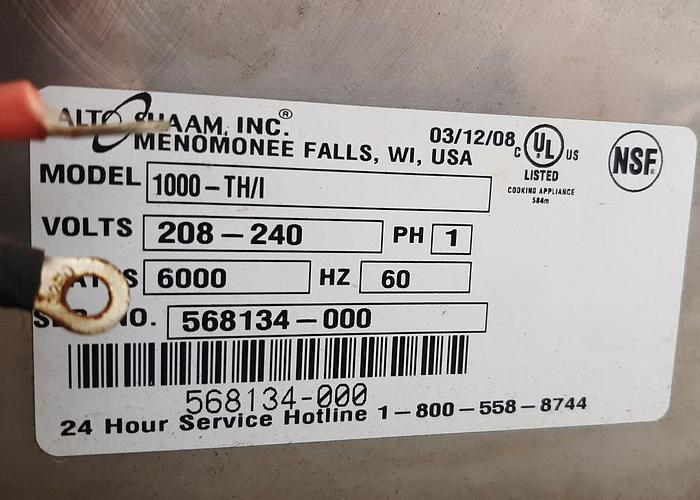 ALTO SHAAM, INC.®
MENOMONEE FALLS, WI, USA
03/12/08
C UL US
LISTED
COOKING APPLIANCE
584m
NSF
MODEL 1000-TH/I
VOLTS 208-240 PH 1
6000 HZ 60
NO. 568134-000
568134-000
24 Hour Service Hotline 1-800-558-8744